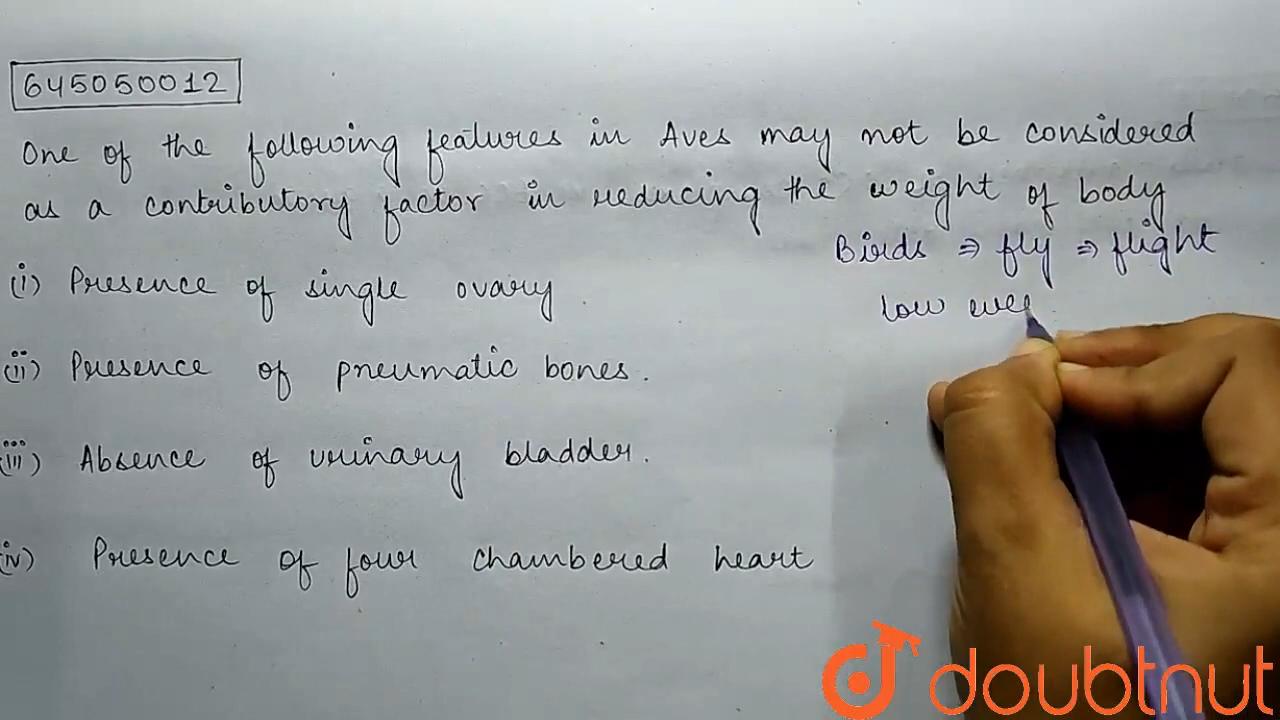 645050012
One of the following features in Aves may not be considered
as a contributory factor in reducing the weight of body
Birds ⇒ fly ⇒ flight
(i) Presence of single ovary
low
(ii) Presence of pneumatic bones.
(iii) Absence of urinary bladder.
(iv) Presence of four chambered heart
doubtnut